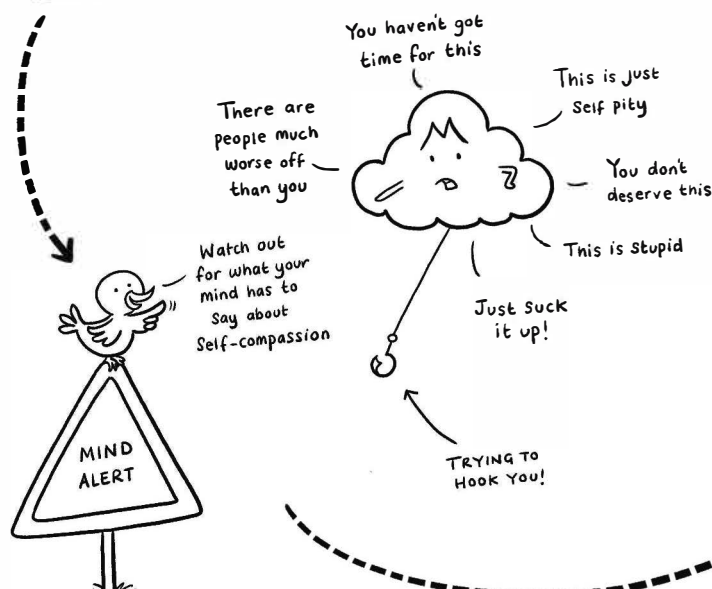 You haven't got
time for this
There are
people much
worse off
than you
This is just
Self pity
You don't
deserve this
This is stupid
Just suck
it up!
Watch out
for what your
mind has to
say about
Self-compassion
MIND
ALERT
TRYING TO
HOOK YOU!